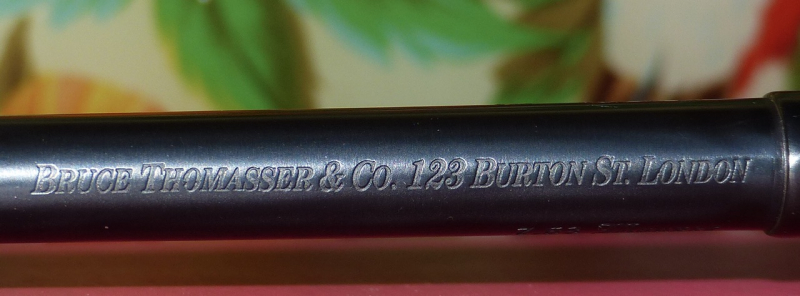 BRUCE THOMASSER & CO. 123 BURTON ST. LONDON